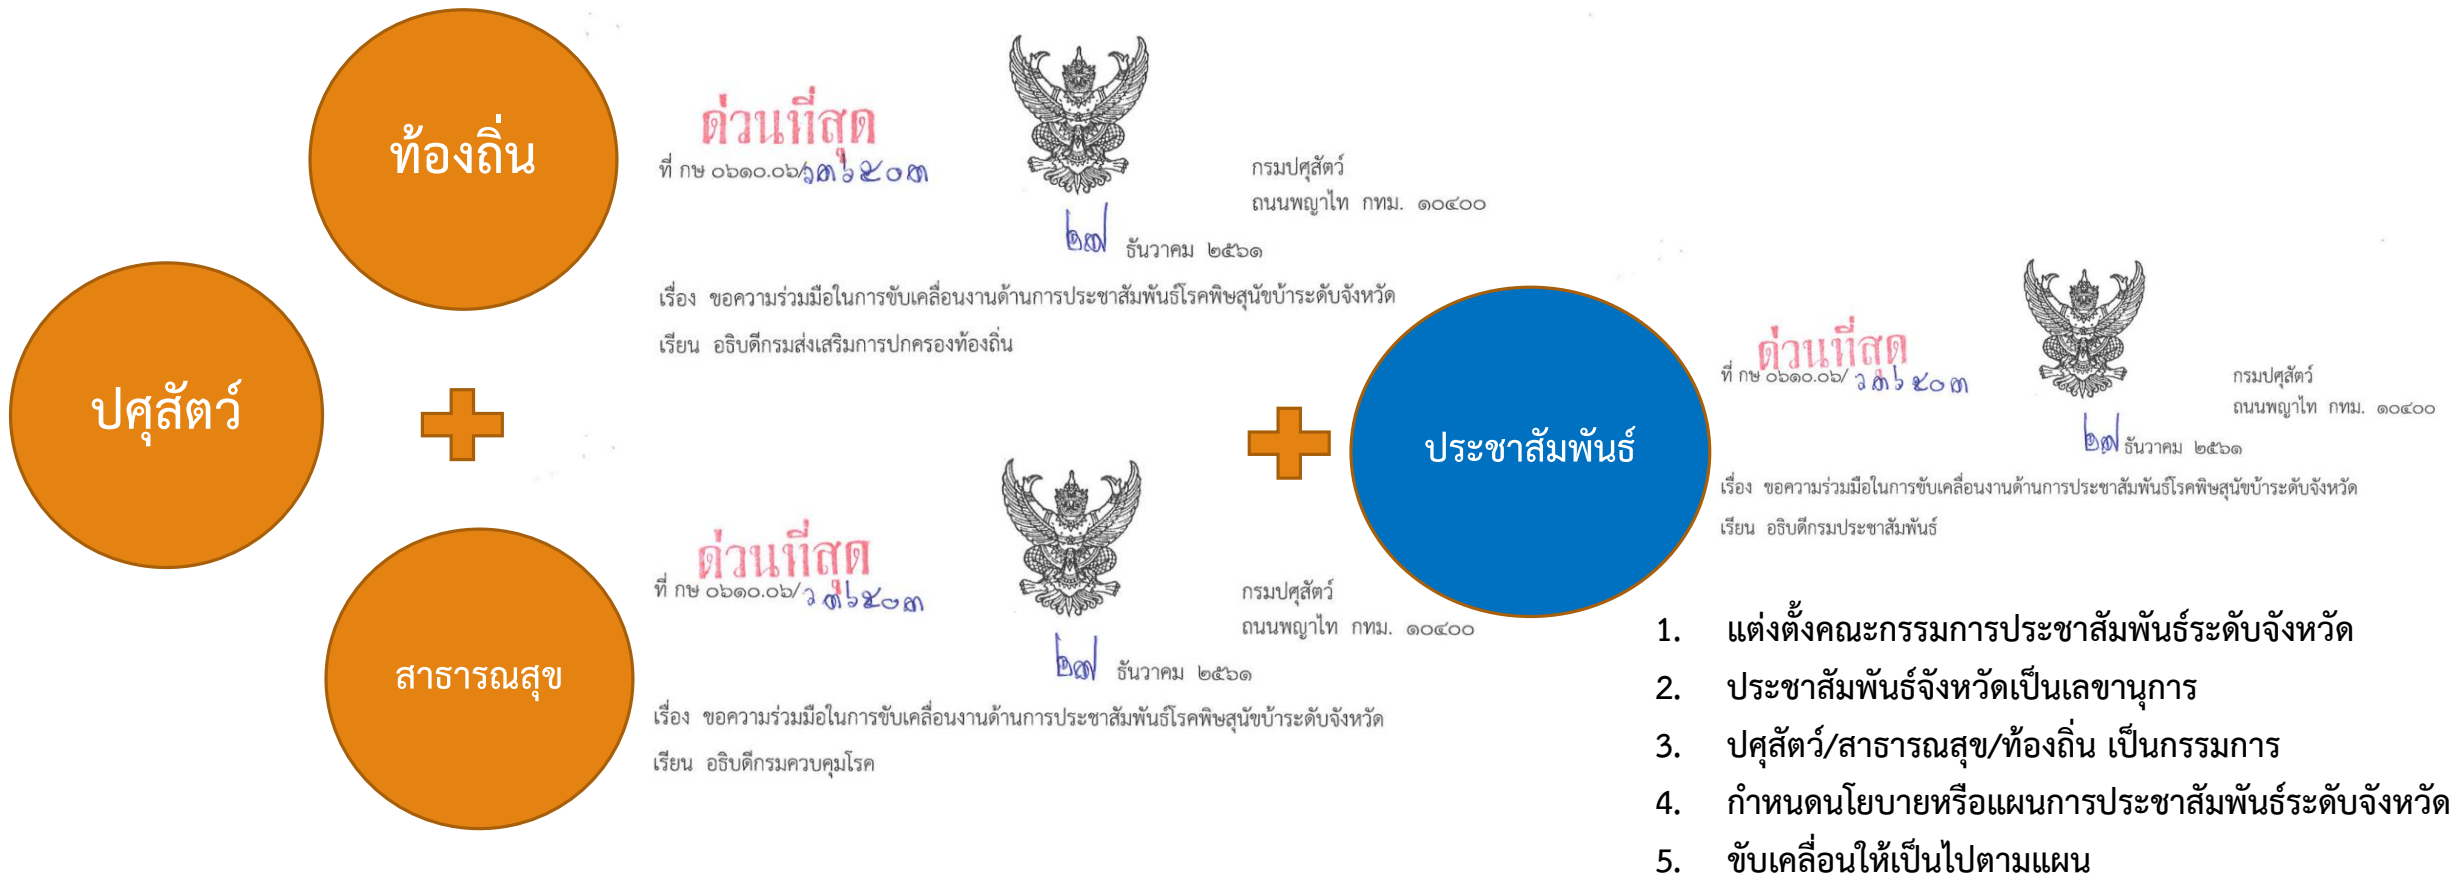 ท้องถิ่น
ปศุสัตว์
สาธารณสุข
ด่วนที่สุด
ที่ กษ ๐๖๑๐.๐๖/ว๓๖๕๐๓
กรมปศุสัตว์
ถนนพญาไท กทม. ๑๐๔๐๐
๒๗ ธันวาคม ๒๕๖๑
เรื่อง ขอความร่วมมือในการขับเคลื่อนงานด้านการประชาสัมพันธ์โรคพิษสุนัขบ้าระดับจังหวัด
เรียน อธิบดีกรมส่งเสริมการปกครองท้องถิ่น
ด่วนที่สุด
ที่ กษ ๐๖๑๐.๐๖/ว๓๖๕๐๓
กรมปศุสัตว์
ถนนพญาไท กทม. ๑๐๔๐๐
๒๗ ธันวาคม ๒๕๖๑
เรื่อง ขอความร่วมมือในการขับเคลื่อนงานด้านการประชาสัมพันธ์โรคพิษสุนัขบ้าระดับจังหวัด
เรียน อธิบดีกรมควบคุมโรค
ประชาสัมพันธ์
ด่วนที่สุด
ที่ กษ ๐๖๑๐.๐๖/ว๓๖๕๐๓
กรมปศุสัตว์
ถนนพญาไท กทม. ๑๐๔๐๐
๒๗ ธันวาคม ๒๕๖๑
เรื่อง ขอความร่วมมือในการขับเคลื่อนงานด้านการประชาสัมพันธ์โรคพิษสุนัขบ้าระดับจังหวัด
เรียน อธิบดีกรมประชาสัมพันธ์
1. แต่งตั้งคณะกรรมการประชาสัมพันธ์ระดับจังหวัด
2. ประชาสัมพันธ์จังหวัดเป็นเลขานุการ
3. ปศุสัตว์/สาธารณสุข/ท้องถิ่น เป็นกรรมการ
4. กำหนดนโยบายหรือแผนการประชาสัมพันธ์ระดับจังหวัด
5. ขับเคลื่อนให้เป็นไปตามแผน